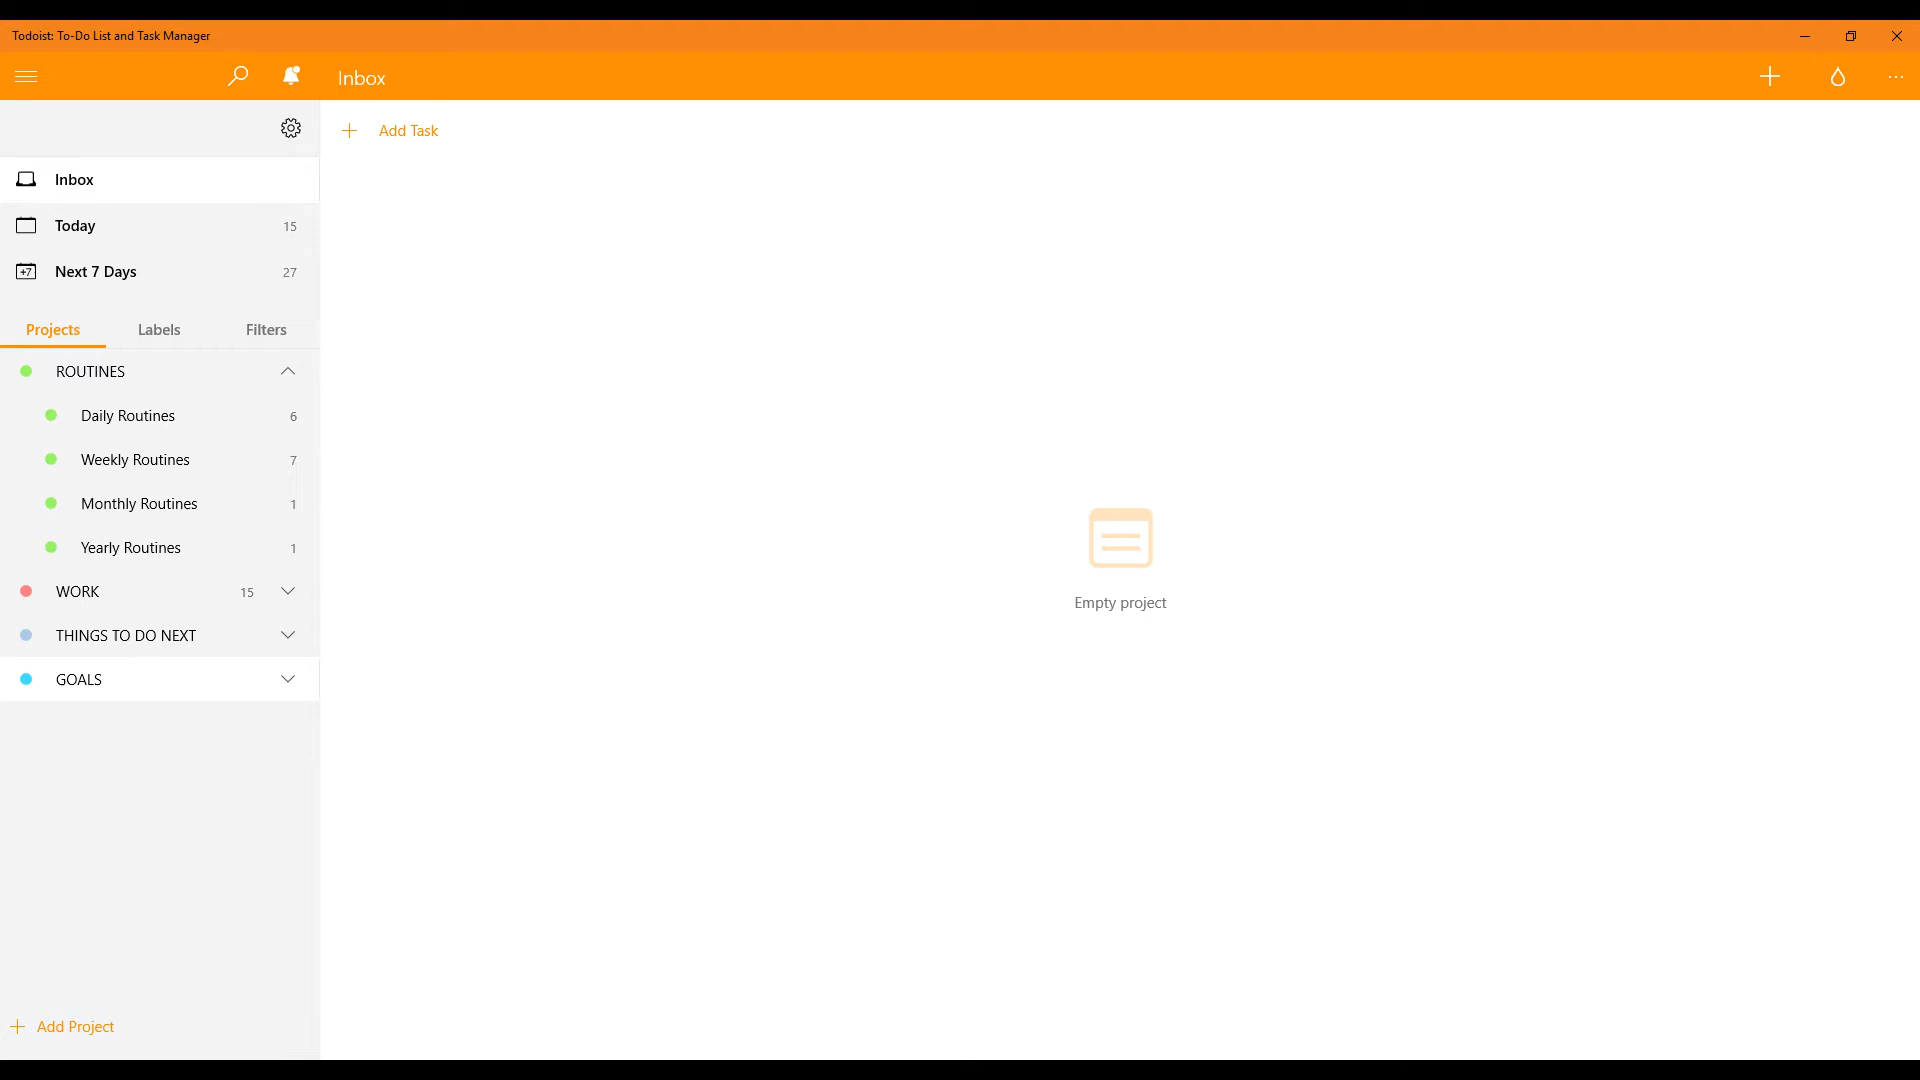 Todoist: To-Do List and Task Manager
Inbox
Add Task
Inbox
Today 15
+7 Next 7 Days 27
Projects Labels Filters
ROUTINES
Daily Routines 6
Weekly Routines 7
Monthly Routines 1
Yearly Routines 1
WORK 15
THINGS TO DO NEXT
GOALS
Empty project
Add Project